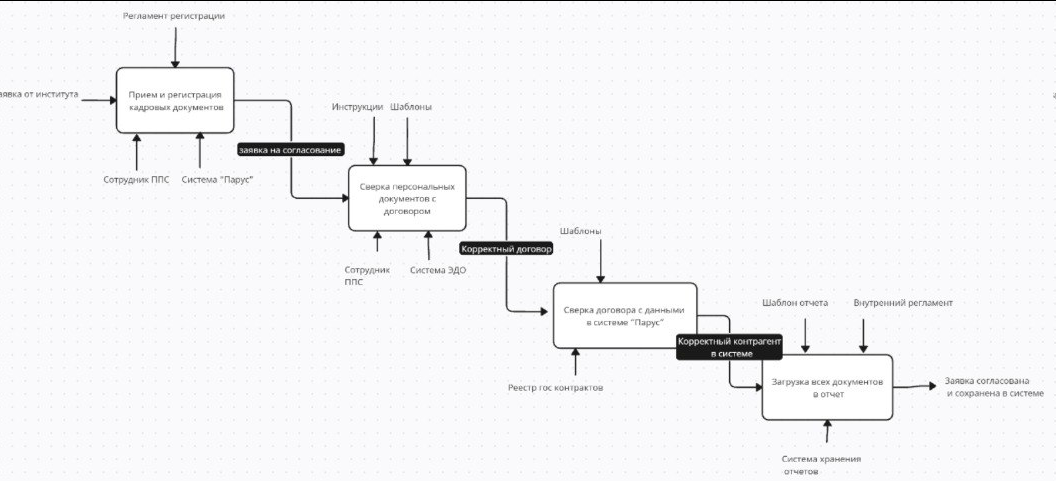 Регламент регистрации
от института
Прием и регистрация
кадровых документов
Инструкции Шаблоны
заявка на согласование
Сотрудник ППС Система "Парус"
Сверка персональных
документов с
договором
Шаблоны
Корректный договор
Сотрудник
ППС
Система ЭДО
Сверка договора с данными
в системе "Парус"
Шаблон отчета Внутренний регламент
Корректный контрагент
в системе
Реестр гос контрактов
Загрузка всех документов
в отчет
Заявка согласована
и сохранена в системе
Система хранения
отчетов